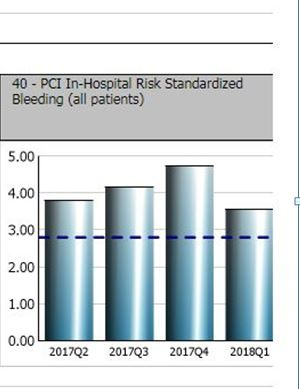 40 - PCI In-Hospital Risk Standardized
Bleeding (all patients)
5.00
4.00
3.00
2.00
1.00
0.00
2017Q2 2017Q3 2017Q4 2018Q1